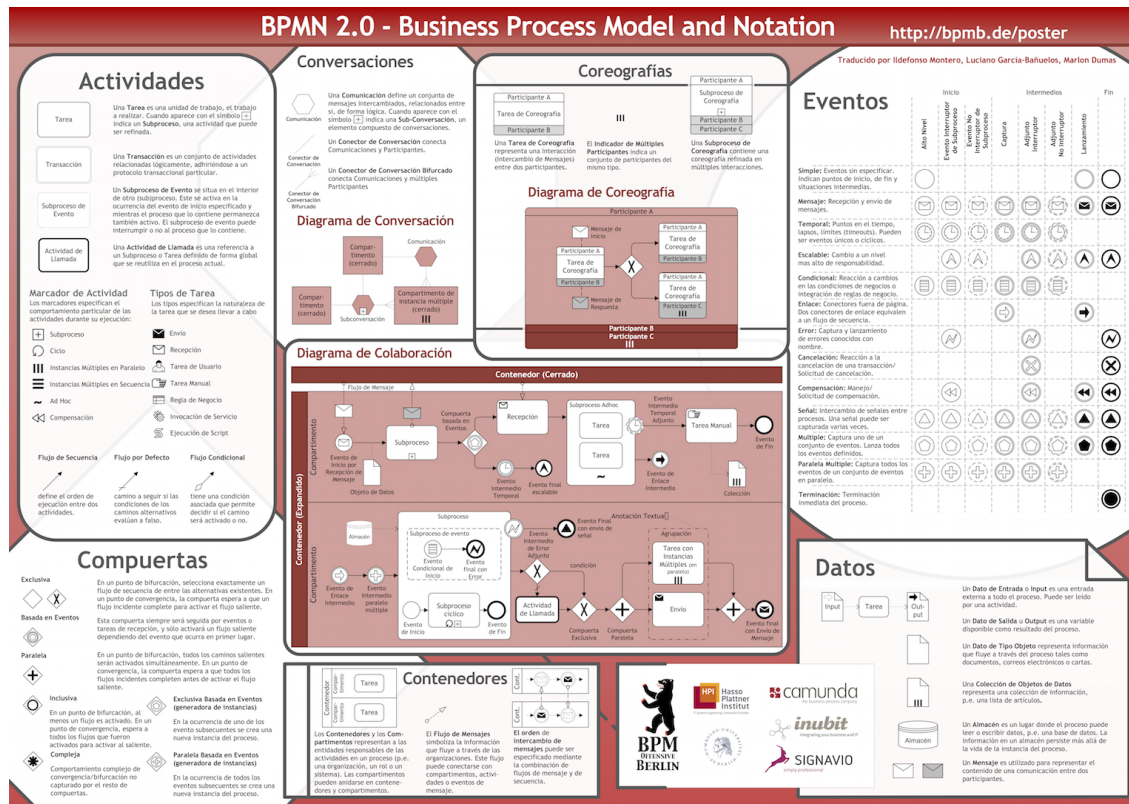 BPMN 2.0 - Business Process Model and Notation
http://bpmb.de/poster
Actividades
Tarea
Una Tarea es una unidad de trabajo, el trabajo
a realizar. Cuando aparece con el símbolo +
indica un Subproceso, una actividad que puede
ser refinada.
Transacción
Una Transacción es un conjunto de actividades
relacionadas lógicamente, adhiriéndose a un
protocolo transaccional particular.
Subproceso de
Evento
Un Subproceso de Evento se situa en el interior
de otro (subproceso). Este se activa en la
ocurrencia del evento de inicio especificado y
mientras el proceso que lo contiene permanezca
también activo. El subproceso de evento puede
interrumpir o no al proceso que lo contiene.
Actividad de
Llamada
Una Actividad de Llamada es una referencia a
un Subproceso o Tarea definido de forma global
que se reutiliza en el proceso actual.
Marcador de Actividad
Los marcadores especifican el
comportamiento particular de las
actividades durante su ejecución:
Subproceso
Ciclo
Instancias Múltiples en Paralelo
Instancias Múltiples en Secuencia
Ad Hoc
Compensación
Tipos de Tarea
Los tipos especifican la naturaleza de
la tarea que se desea llevar a cabo
Envío
Recepción
Tarea de Usuario
Tarea Manual
Regla de Negocio
Invocación de Servicio
Ejecución de Script
Flujo de Secuencia
define el orden de
ejecución entre dos
actividades.
Flujo por Defecto
camino a seguir si las
condiciones de los
caminos alternativos
evalúan a falso.
Flujo Condicional
tiene una condición
asociada que permite
decidir si el camino
será activado o no.
Compuertas
Exclusiva
En un punto de bifurcación, selecciona exactamente un
flujo de secuencia de entre las alternativas existentes. En
un punto de convergencia, la compuerta espera a que un
flujo incidente complete para activar el flujo saliente.
Basada en Eventos
Esta compuerta siempre será seguida por eventos o
tareas de recepción, y sólo activará un flujo saliente
dependiendo del evento que ocurra en primer lugar.
Paralela
En un punto de bifurcación, todos los caminos salientes
serán activados simultáneamente. En un punto de
convergencia, la compuerta espera a que todos los
flujos incidentes completen antes de activar el flujo
saliente.
Inclusiva
En un punto de bifurcación, al
menos un flujo es activado. En un
punto de convergencia, espera a
todos los flujos que fueron
activados para activar al saliente.
Compleja
Comportamiento complejo de
convergencia/bifurcación no
capturado por el resto de
compuertas.
Exclusiva Basada en Eventos
(generadora de instancias)
En la ocurrencia de uno de los
eventos subsecuentes se crea una
nueva instancia del proceso.
Paralela Basada en Eventos
(generadora de instancias)
En la ocurrencia de todos los
eventos subsecuentes se crea una
nueva instancia del proceso.
Conversaciones
Comunicación
Una Comunicación define un conjunto de
mensajes intercambiados, relacionados entre
si, de forma lógica. Cuando aparece con el
símbolo + indica una Sub-Conversación, un
elemento compuesto de conversaciones.
Conector de
Conversación
Un Conector de Conversación conecta
Comunicaciones y Participantes.
Conector de
Conversación
Bifurcado
Un Conector de Conversación Bifurcado
conecta Comunicaciones y múltiples
Participantes
Diagrama de Conversación
Compar-
timento
(cerrado)
Comunicación
Compar-
timento
(cerrado)
Subconversación
Compartimento de
Instancia múltiple
(cerrado)
Coreografías
Participante A
Tarea de Coreografía
Participante B
Una Tarea de Coreografía
representa una Interacción
(Intercambio de Mensajes) entre
dos participantes.
El Indicador de Múltiples
Participantes indica un
conjunto de participantes del
mismo tipo.
Participante A
Subproceso de
Coreografía
Participante B
Participante C
Una Subproceso de
Coreografía contiene una
coreografía refinada en
múltiples interacciones.
Diagrama de Coreografía
Participante A
Mensaje de
Inicio
Participante A
Tarea de
Coreografía
Participante B
Mensaje de
Respuesta
Participante A
Tarea de
Coreografía
Participante B
Participante A
Tarea de
Coreografía
Participante C
Participante B
Participante C
Diagrama de Colaboración
Contenedor (Cerrado)
Contenedor (Expandido)
Compartimento
Flujo de Mensaje
Evento de
Inicio por
Recepción de
Mensaje
Subproceso
Objeto de Datos
Compuerta
basada en
Eventos
Recepción
Evento
Intermedio
Temporal
Evento final
escalable
Subproceso Adhoc
Tarea
Tarea
Evento
Intermedio
Temporal
Adjunto
Evento de
Enlace Intermedio
Tarea Manual
Colección
Evento
de Fin
Compartimento
Almacén
Evento de
Enlace
Intermedio
Evento
Intermedio
paralelo
múltiple
Subproceso
Subproceso de evento
Evento
Condicional de
Inicio
Evento
final con
Error
Evento
de Inicio
Subproceso
cíclico
Evento
de Fin
Evento
Intermedio
de Error
Adjunto
Evento final
con envío de
señal
Actividad
de Llamada
condición
Compuerta
Exclusiva
Compuerta
Paralela
Anotación Textual
Agrupación
Tarea con
Instancias
Múltiples (en
paralelo)
Envío
Evento final
con Envío de
Mensaje
Contenedores
Contenedor
Compar-
timento
Tarea
Compar-
timento
Tarea
Los Contenedores y los Com-
partimentos representan a las
entidades responsables de las
actividades en un proceso (p.e.
una organización, un rol o un
sistema). Las compartimentos
pueden anidarse en contene-
dores y compartimentos.
El Flujo de Mensajes
simboliza la información
que fluye a través de las
organizaciones. Este flujo
puede conectarse con
compartimentos, activi-
dades o eventos de
mensaje.
Cont.
Cont.
El orden de
intercambio de
mensajes puede ser
especificado mediante
la combinación de
flujos de mensaje y de
secuencia.
BPM
OFFENSIVE
BERLIN
HPI
Hasso
Plattner
Institut
camunda
inubit
integrating your business and IT
SIGNAVIO
simply professional
Traducido por Ildefonso Montero, Luciano García-Bañuelos, Marlon Dumas
Eventos
Inicio
Intermedios
Fin
Alto Nivel
Evento Interruptor
de Subproceso
Evento No
Interruptor de
Subproceso
Captura
Adjunto
Interruptor
Adjunto
No Interruptor
Lanzamiento
Simple: Eventos sin especificar.
Indican puntos de inicio, de fin y
situaciones intermedias.
Mensaje: Recepción y envío de
mensajes.
Temporal: Puntos en el tiempo,
lapsos, límites (timeouts). Pueden
ser eventos únicos o cíclicos.
Escalable: Cambio a un nivel
mas alto de responsabilidad.
Condicional: Reacción a cambios
en las condiciones de negocios o
integración de reglas de negocio.
Enlace: Conectores fuera de página.
Dos conectores de enlace equivalen
a un flujo de secuencia.
Error: Captura y lanzamiento
de errores conocidos con
nombre.
Cancelación: Reacción a la
cancelación de una transacción/
Solicitud de cancelación.
Compensación: Manejo/
Solicitud de compensación.
Señal: Intercambio de señales entre
procesos. Una señal puede ser
capturada varias veces.
Multiple: Captura uno de un
conjunto de eventos. Lanza todos
los eventos definidos.
Paralela Multiple: Captura todos los
eventos de un conjunto de eventos
en paralelo.
Terminación: Terminación
inmediata del proceso.
Datos
Input
Tarea
Out-
put
Un Dato de Entrada o Input es una entrada
externa a todo el proceso. Puede ser leído
por una actividad.
Un Dato de Salida u Output es una variable
disponible como resultado del proceso.
Un Dato de Tipo Objeto representa información
que fluye a través del proceso tales como
documentos, correos electrónicos o cartas.
Una Colección de Objetos de Datos
representa una colección de información,
p.e. una lista de artículos.
Almacén
Un Almacén es un lugar donde el proceso puede
leer o escribir datos, p.e. una base de datos. La
información en un almacén persiste más allá de
la vida de la instancia del proceso.
Un Mensaje es utilizado para representar el
contenido de una comunicación entre dos
participantes.